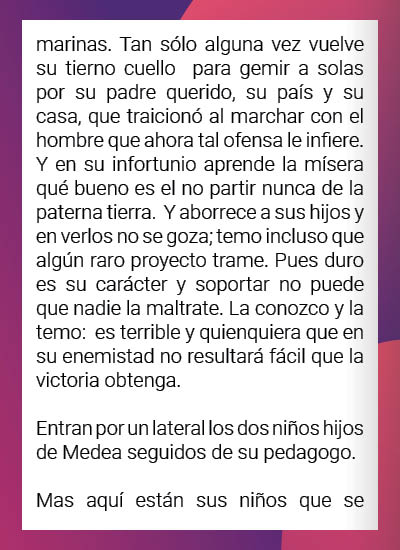 marinas. Tan sólo alguna vez vuelve
su tierno cuello para gemir a solas
por su padre querido, su país y su
casa, que traicionó al marchar con el
hombre que ahora tal ofensa le infiere.
Y en su infortunio aprende la mísera
qué bueno es el no partir nunca de la
paterna tierra. Y aborrece a sus hijos y
en verlos no se goza; temo incluso que
algún raro proyecto trame. Pues duro
es su carácter y soportar no puede
que nadie la maltrate. La conozco y la
temo: es terrible y quienquiera que en
su enemistad no resultará fácil que la
victoria obtenga.
Entran por un lateral los dos niños hijos
de Medea seguidos de su pedagogo.
Mas aquí están sus niños que se